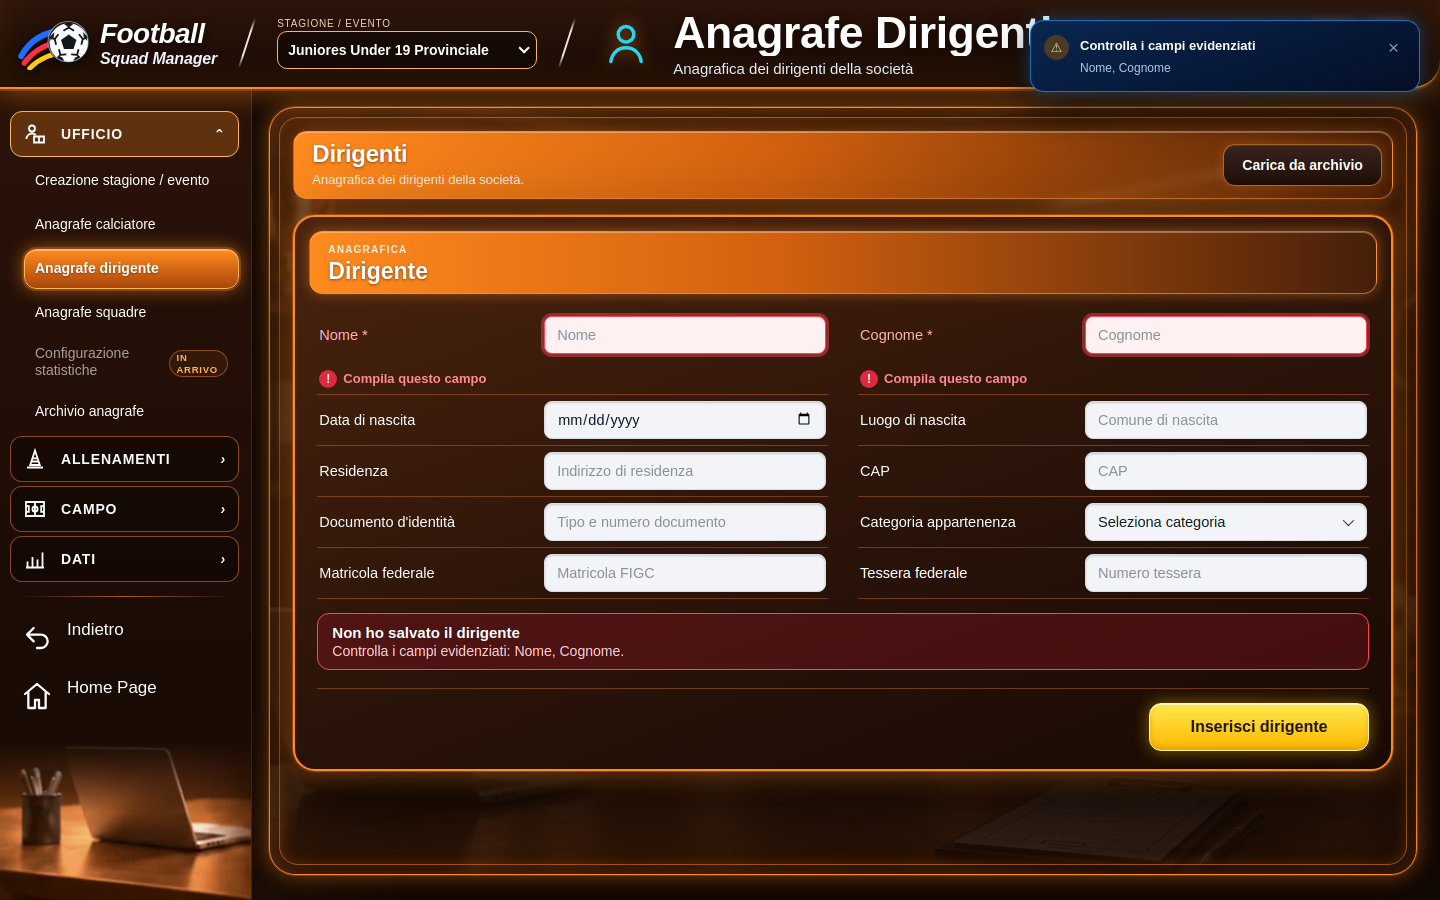 Football
Squad Manager
STAGIONE / EVENTO
Juniores Under 19 Provinciale
Anagrafe Dirigenti
Anagrafica dei dirigenti della società
Controlla i campi evidenziati
Nome, Cognome
UFFICIO
Creazione stagione / evento
Anagrafe calciatore
Anagrafe dirigente
Anagrafe squadre
Configurazione
statistiche
IN
ARRIVO
Archivio anagrafe
ALLENAMENTI
CAMPO
DATI
Indietro
Home Page
Dirigenti
Anagrafica dei dirigenti della società.
Carica da archivio
ANAGRAFICA
Dirigente
Nome *
Nome
Cognome *
Cognome
! Compila questo campo
! Compila questo campo
Data di nascita
mm/dd/yyyy
Luogo di nascita
Comune di nascita
Residenza
Indirizzo di residenza
CAP
CAP
Documento d'identità
Tipo e numero documento
Categoria appartenenza
Seleziona categoria
Matricola federale
Matricola FIGC
Tessera federale
Numero tessera
Non ho salvato il dirigente
Controlla i campi evidenziati: Nome, Cognome.
Inserisci dirigente